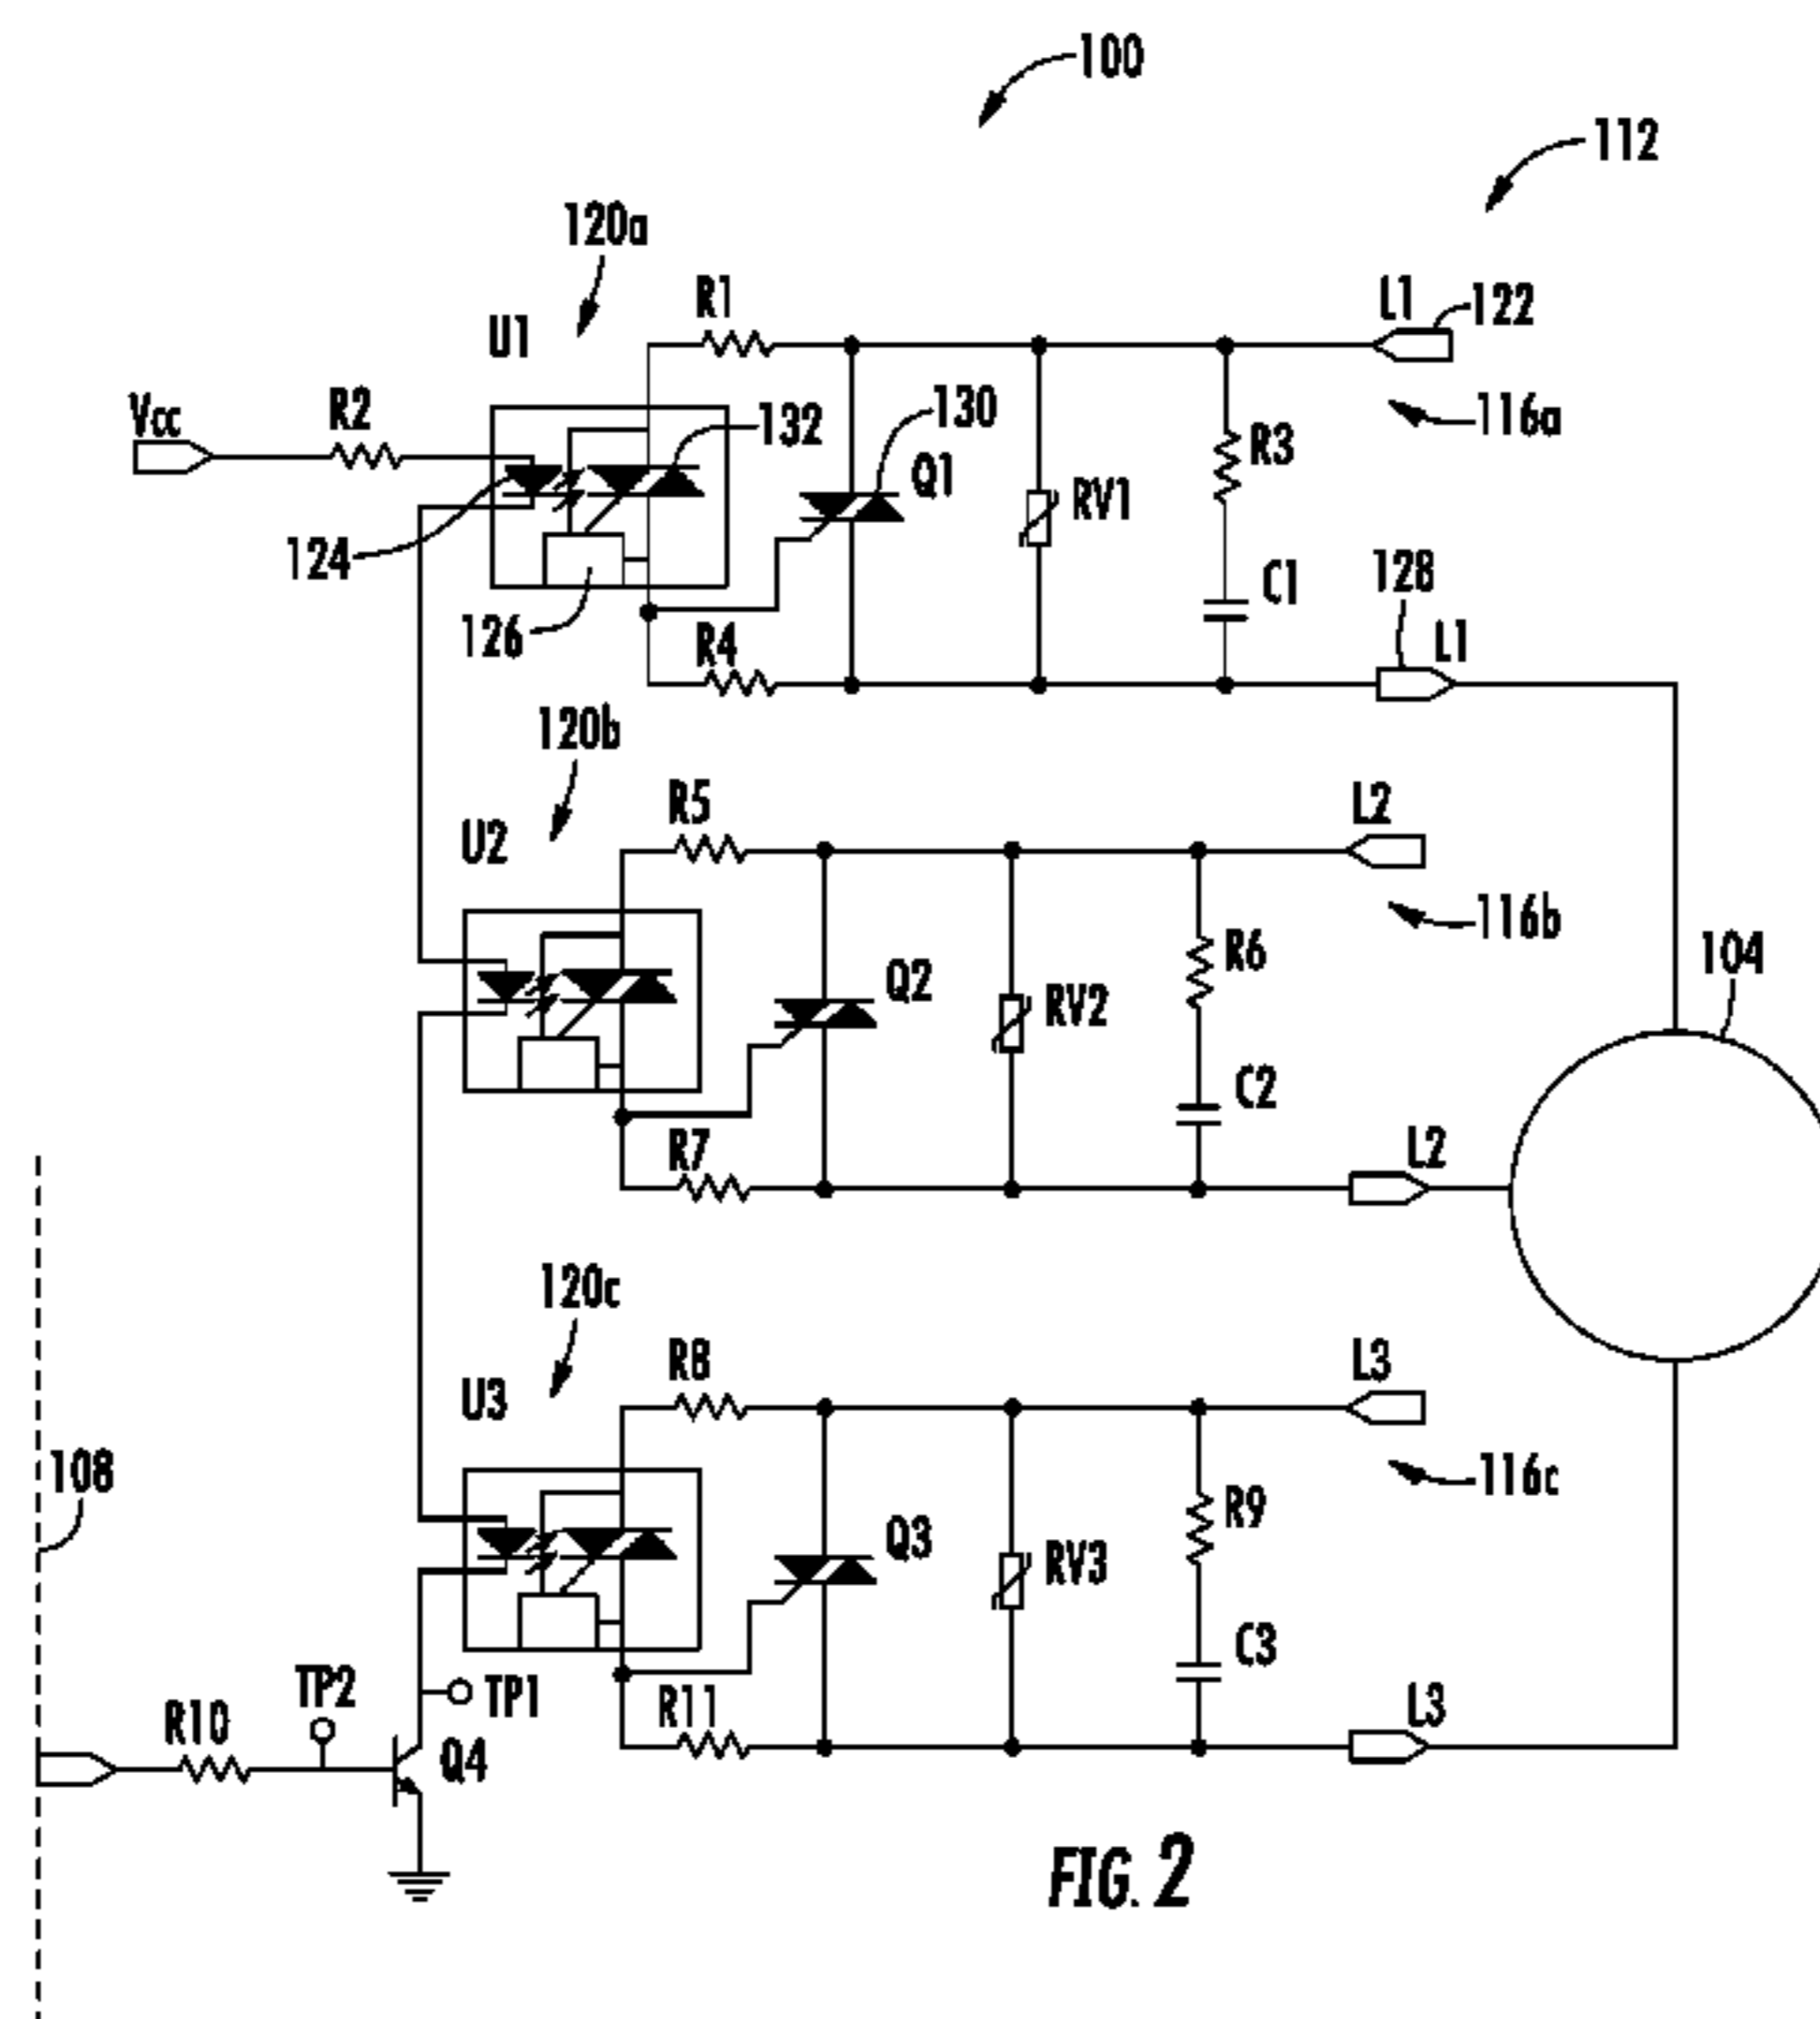 100
112
120a
R1
L1
122
U1
Vcc
R2
132
130
116a
Q1
R3
RV1
124
C1
128
126
R4
L1
120b
R5
L2
U2
116b
104
R6
Q2
RV2
C2
L2
R7
120c
R8
L3
U3
108
116c
R9
Q3
RV3
C3
TP2
TP1
R11
L3
R10
Q4
FIG. 2